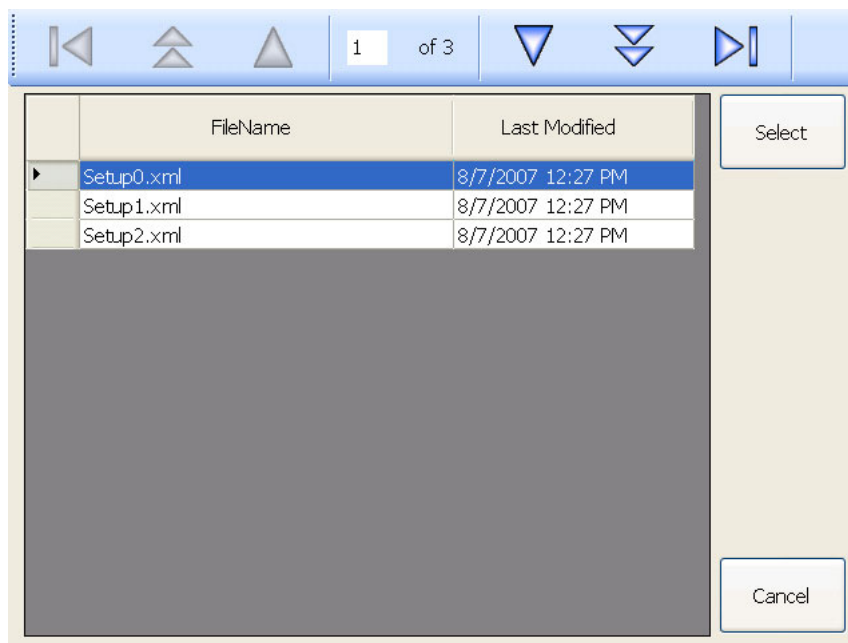 1 of 3
FileName Last Modified
Select
Setup0.xml 8/7/2007 12:27 PM
Setup1.xml 8/7/2007 12:27 PM
Setup2.xml 8/7/2007 12:27 PM
Cancel